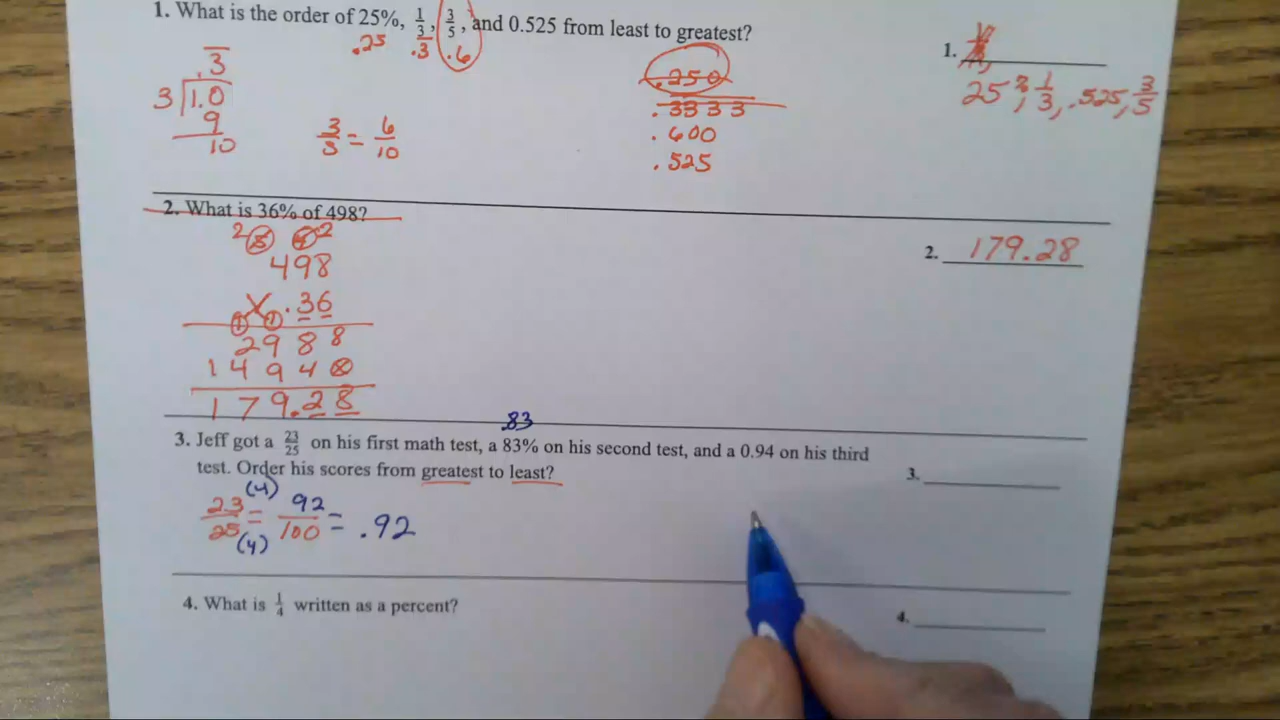 1. What is the order of 25%, 1/3, 3/5, and 0.525 from least to greatest?
.25 .3 .6
1.
25%, 1/3, .525, 3/5
.3
3 1.0
9
10
3/5 = 6/10
.250
.3333
.600
.525
2. What is 36% of 498?
2. 179.28
498
X .36
2988
1494
179.28
.83
3. Jeff got a 23/25 on his first math test, a 83% on his second test, and a 0.94 on his third
test. Order his scores from greatest to least?
3.
(4)
23/25 = 92/100 = .92
(4)
4. What is 1/4 written as a percent?
4.